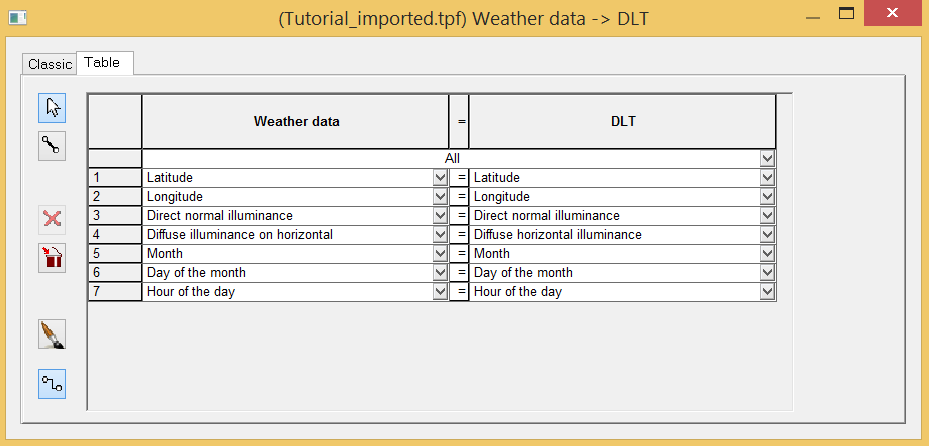 (Tutorial_imported.tpf) Weather data -> DLT
Classic Table
Weather data = DLT
All
1 Latitude = Latitude
2 Longitude = Longitude
3 Direct normal illuminance = Direct normal illuminance
4 Diffuse illuminance on horizontal = Diffuse horizontal illuminance
5 Month = Month
6 Day of the month = Day of the month
7 Hour of the day = Hour of the day